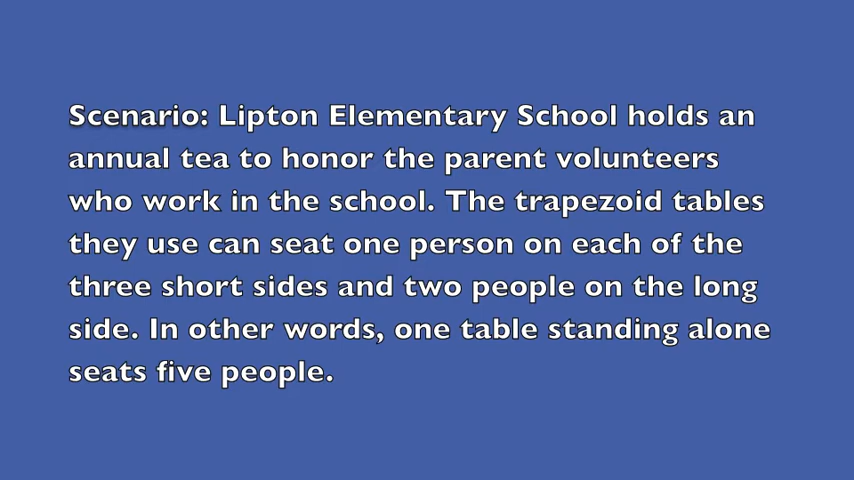 Scenario: Lipton Elementary School holds an
annual tea to honor the parent volunteers
who work in the school. The trapezoid tables
they use can seat one person on each of the
three short sides and two people on the long
side. In other words, one table standing alone
seats five people.